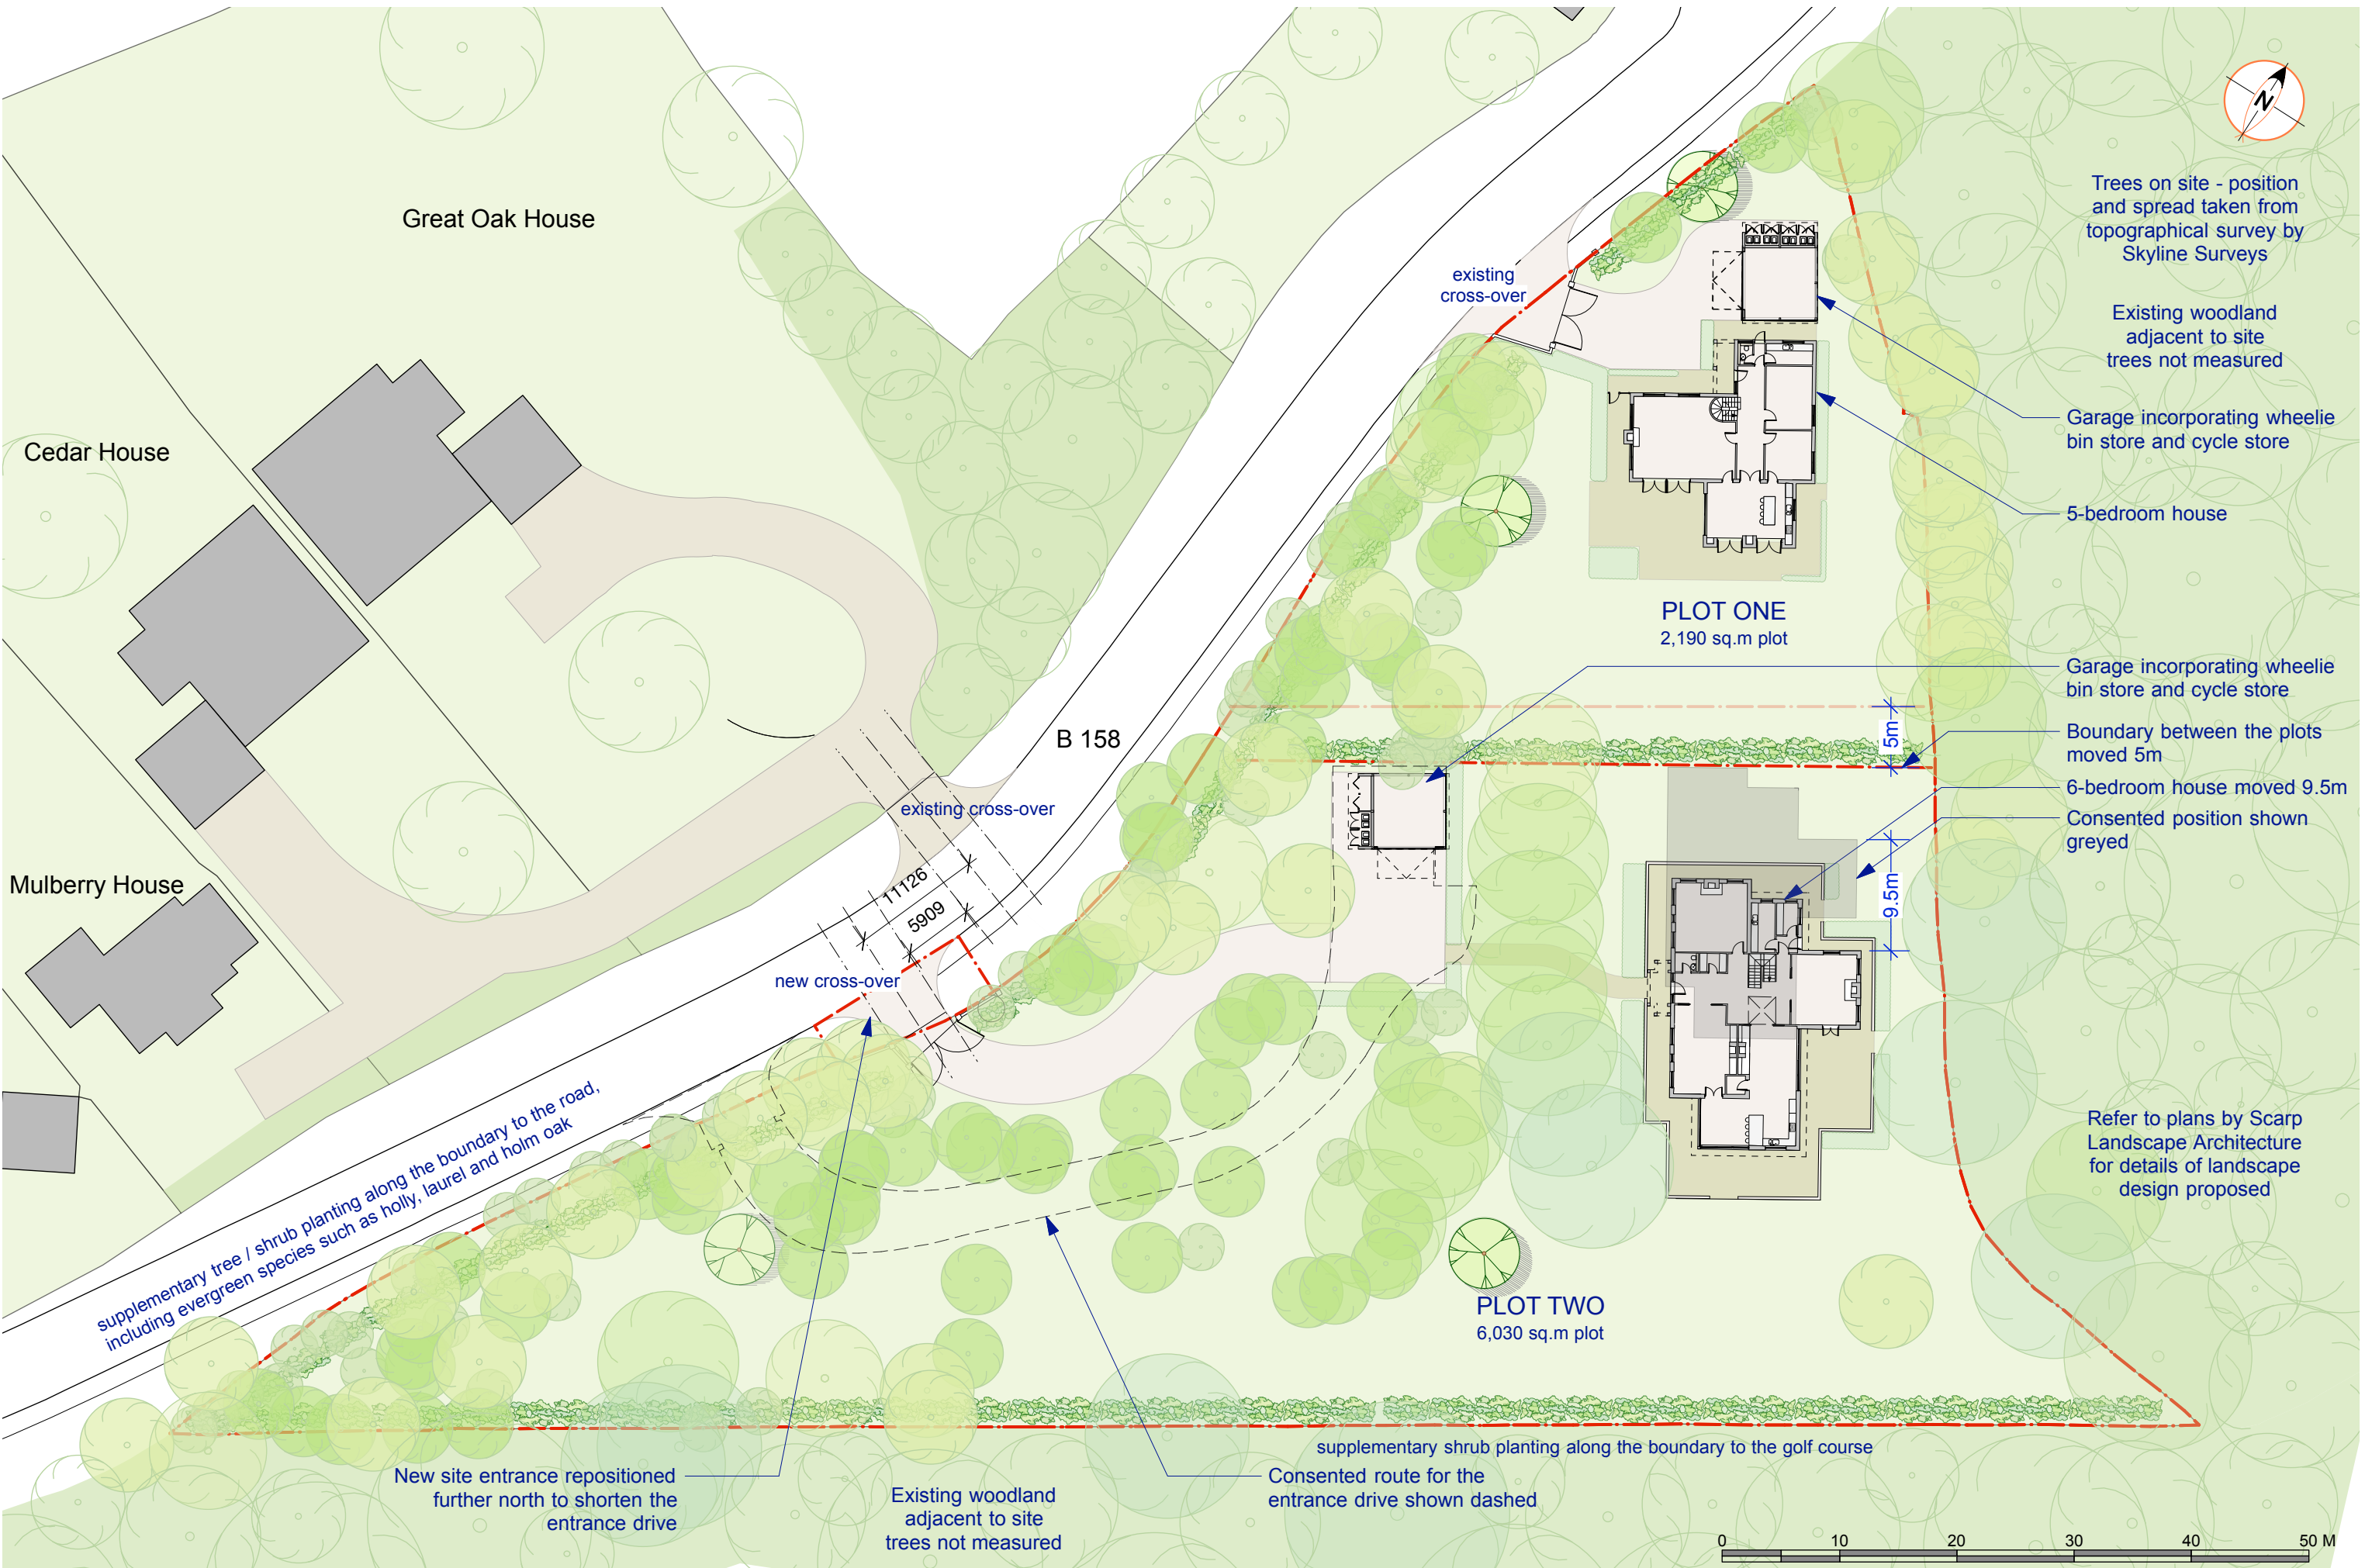 N
Trees on site - position
and spread taken from
topographical survey by
Skyline Surveys
Great Oak House
existing
cross-over
Existing woodland
adjacent to site
trees not measured
Garage incorporating wheelie
bin store and cycle store
Cedar House
5-bedroom house
PLOT ONE
2,190 sq.m plot
Garage incorporating wheelie
bin store and cycle store
5m
Boundary between the plots
moved 5m
B 158
6-bedroom house moved 9.5m
existing cross-over
Consented position shown
greyed
9.5m
Mulberry House
11126
5909
new cross-over
supplementary tree / shrub planting along the boundary to the road,
including evergreen species such as holly, laurel and holm oak
Refer to plans by Scarp
Landscape Architecture
for details of landscape
design proposed
PLOT TWO
6,030 sq.m plot
supplementary shrub planting along the boundary to the golf course
New site entrance repositioned
further north to shorten the
entrance drive
Existing woodland
adjacent to site
trees not measured
Consented route for the
entrance drive shown dashed
0 10 20 30 40 50 M